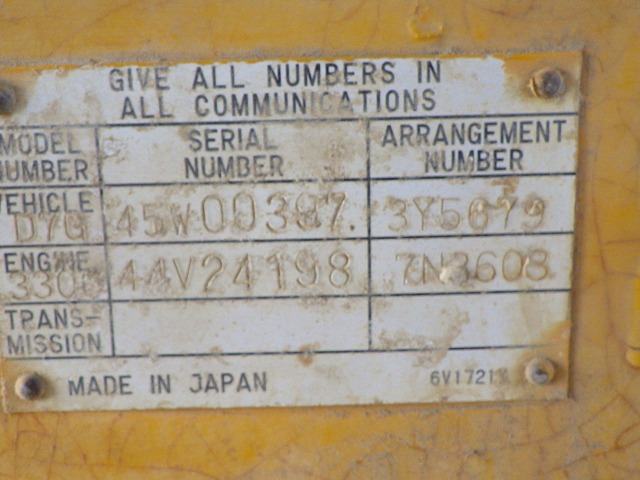 GIVE ALL NUMBERS IN
ALL COMMUNICATIONS
MODEL NUMBER SERIAL NUMBER ARRANGEMENT NUMBER
VEHICLE D7G 45W00387. 3Y5679
ENGINE 3306 44V24198 7N3608
TRANS-
MISSION
MADE IN JAPAN 6V1721